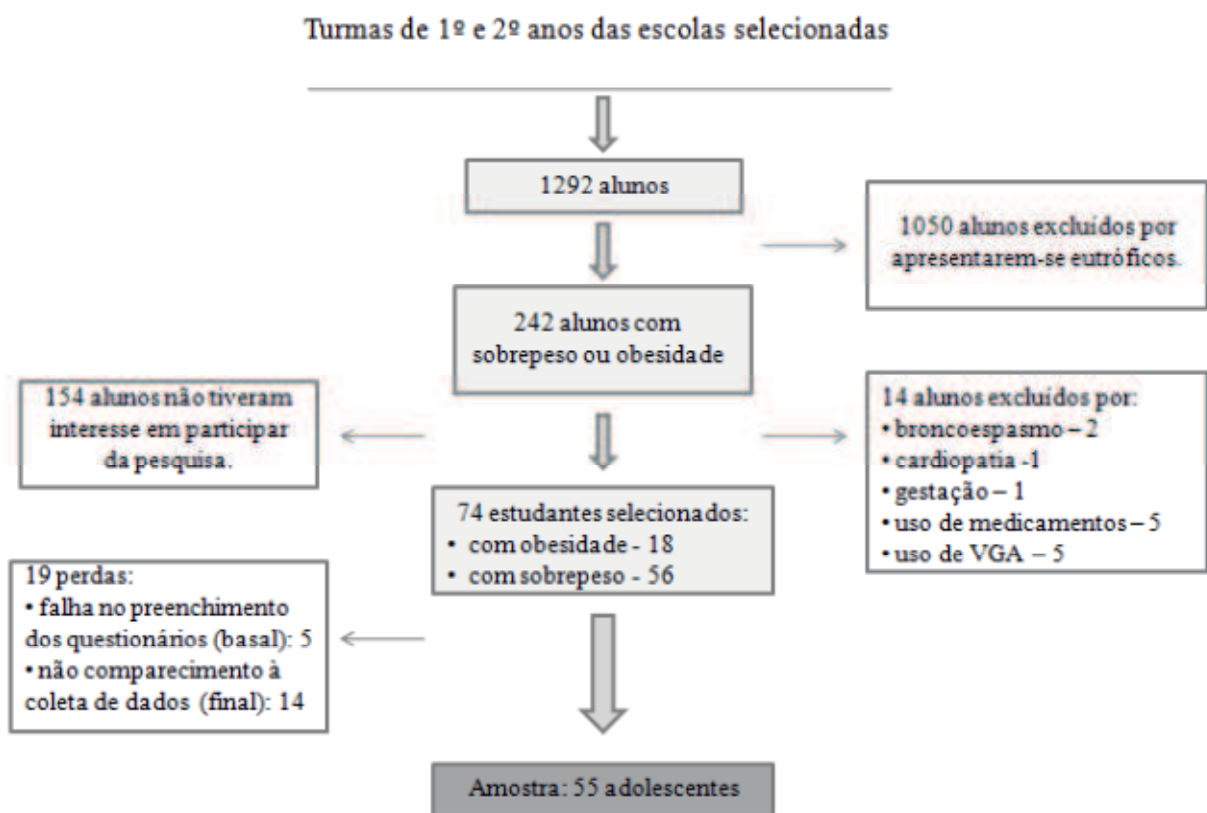 Turmas de 1º e 2º anos das escolas selecionadas
1292 alunos
1050 alunos excluídos por
apresentarem-se eutróficos.
242 alunos com
sobrepeso ou obesidade
154 alunos não tiveram
interesse em participar
da pesquisa.
14 alunos excluídos por:
• broncoespasmo – 2
• cardiopatia -1
• gestação – 1
• uso de medicamentos – 5
• uso de VGA – 5
74 estudantes selecionados:
• com obesidade - 18
• com sobrepeso - 56
19 perdas:
• falha no preenchimento
dos questionários (basal): 5
• não comparecimento à
coleta de dados (final): 14
Amostra: 55 adolescentes